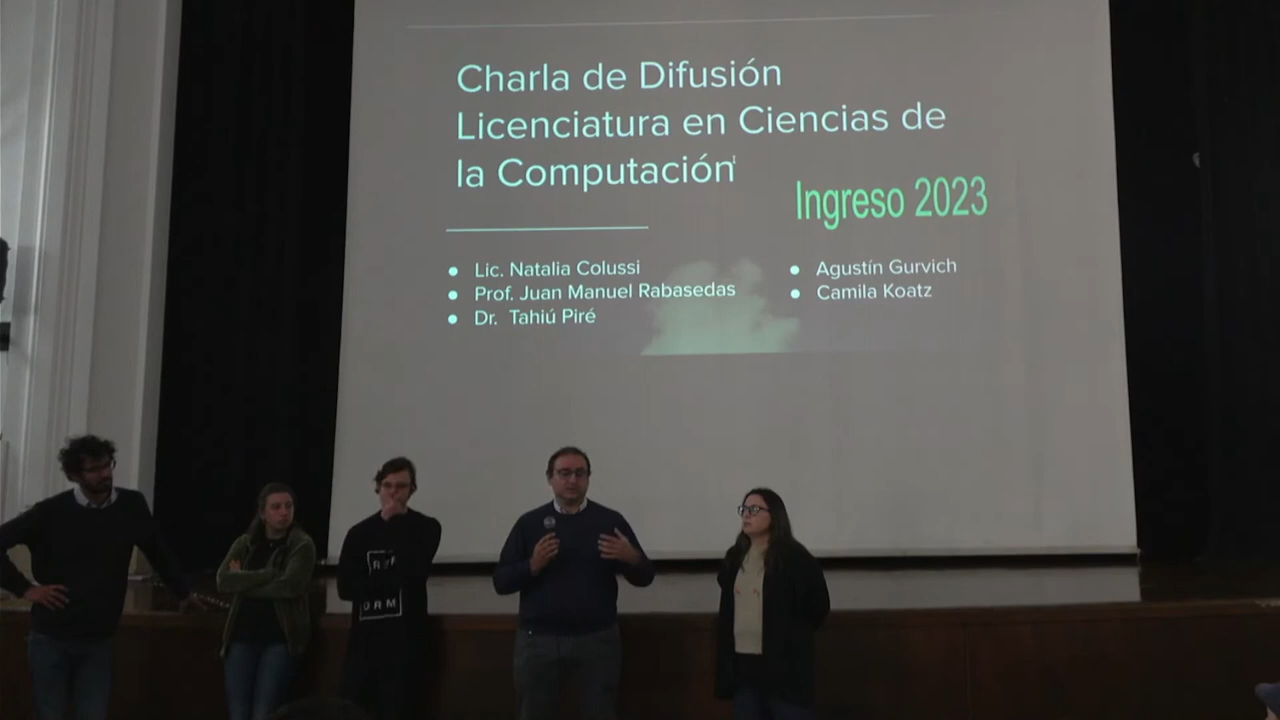 Charla de Difusión
Licenciatura en Ciencias de
la Computación
Ingreso 2023
● Lic. Natalia Colussi
● Prof. Juan Manuel Rabasedas
● Dr. Tahiú Piré
● Agustín Gurvich
● Camila Koatz
ORM